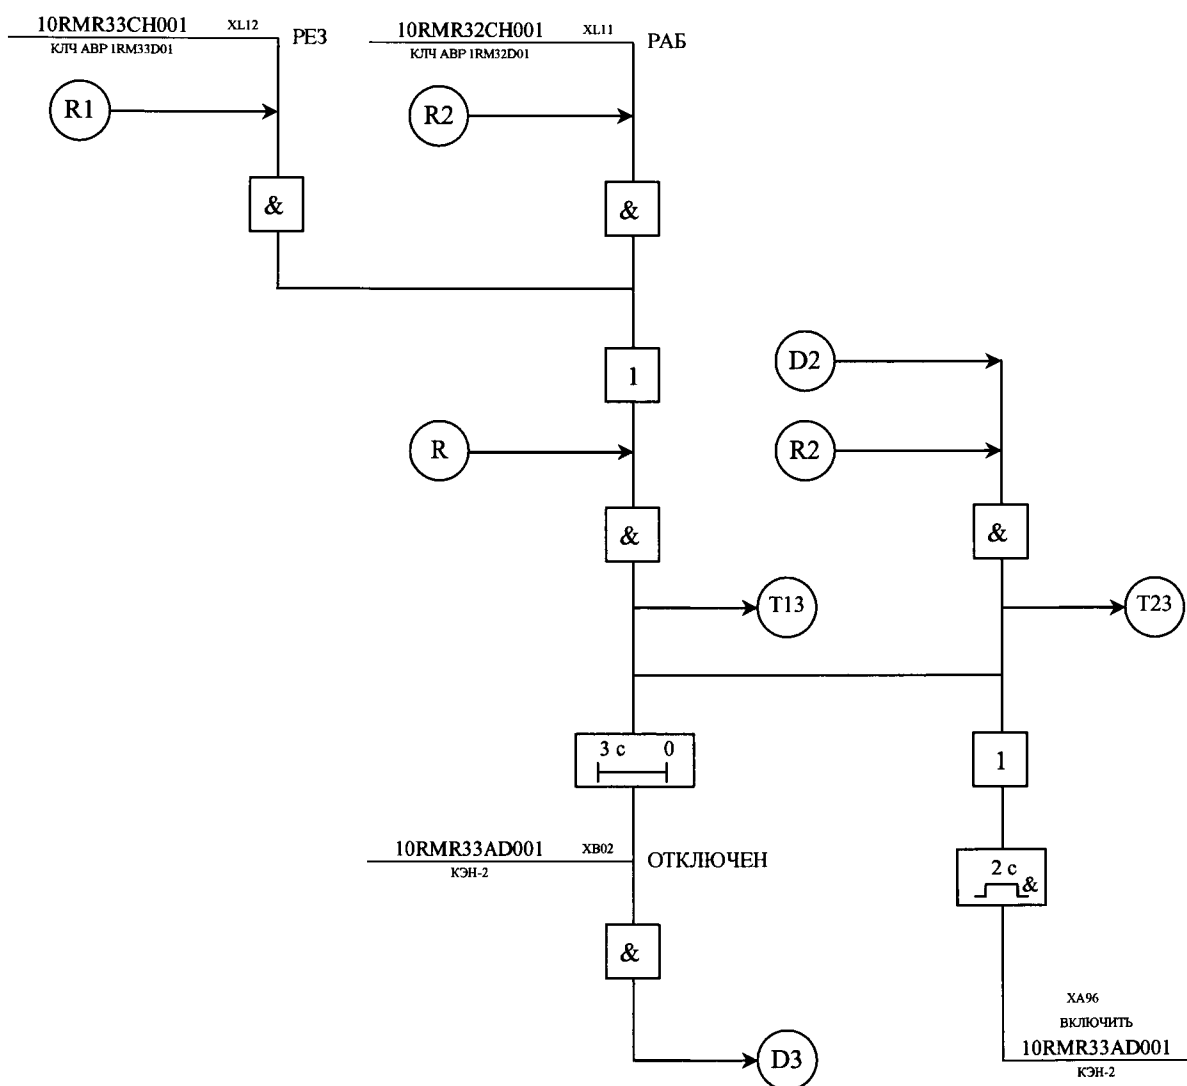 10RMR33CH001 XL12 РЕЗ
КЛЧ АВР 1RM33D01
10RMR32CH001 XL11 РАБ
КЛЧ АВР 1RM32D01
R1
R2
&
&
1
D2
R
R2
&
&
T13
T23
3 с 0
1
10RMR33AD001 XB02 ОТКЛЮЧЕН
КЭН-2
2 с
&
&
XA96
ВКЛЮЧИТЬ
10RMR33AD001
КЭН-2
D3